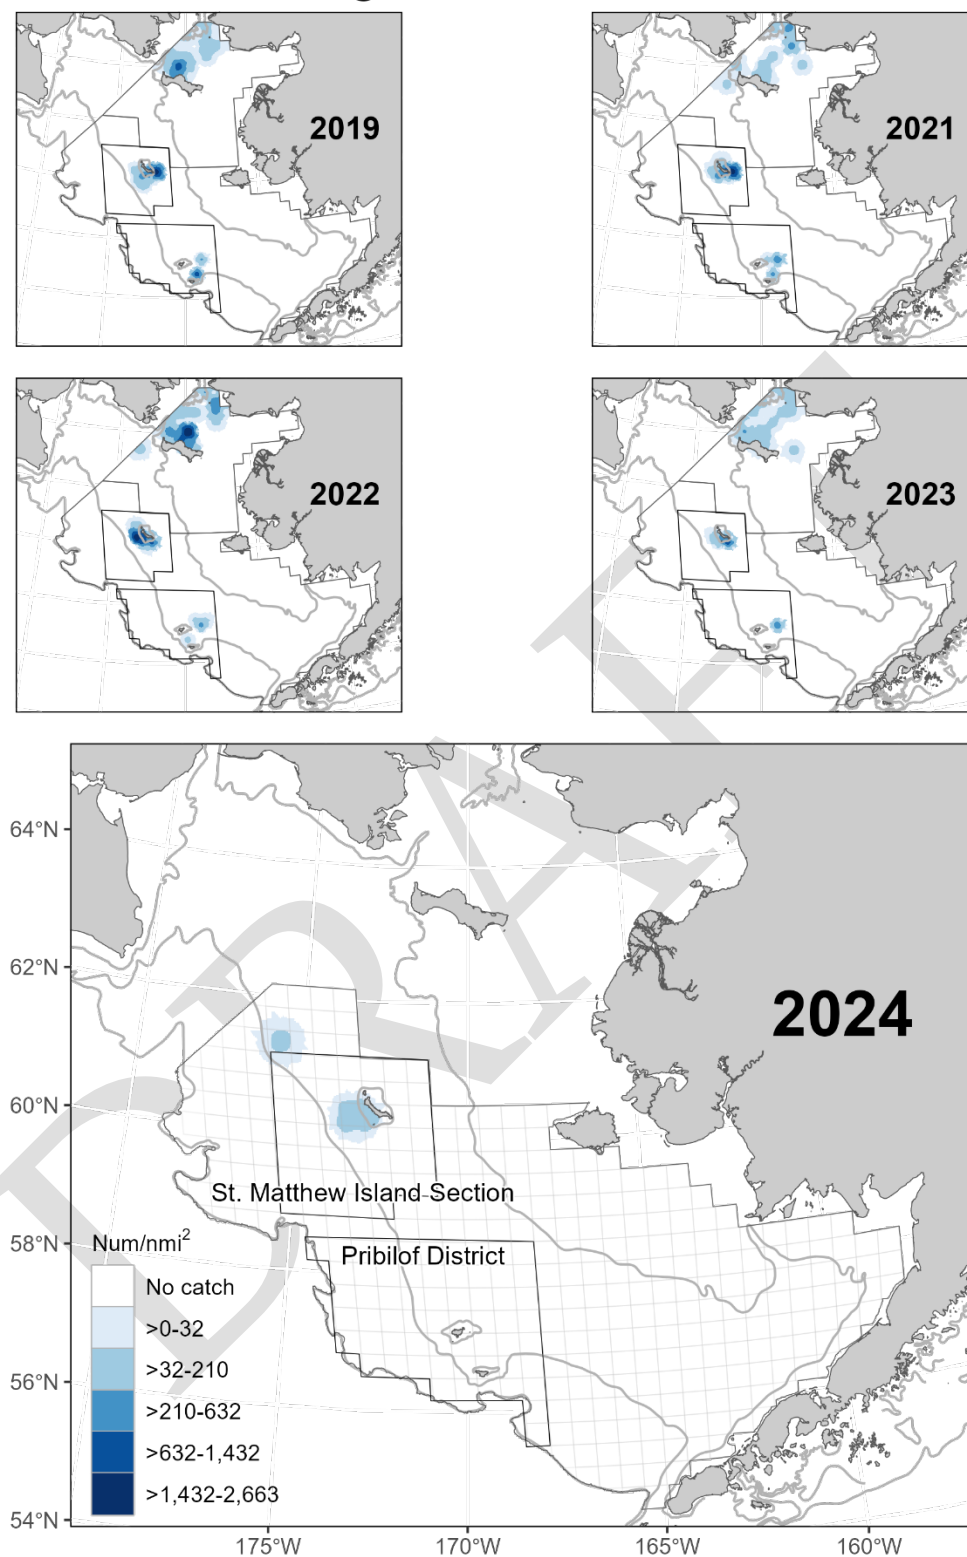 2019
2021
2022
2023
2024
64°N
62°N
60°N
58°N
56°N
54°N
St. Matthew Island Section
Pribilof District
Num/nmi²
No catch
>0-32
>32-210
>210-632
>632-1,432
>1,432-2,663
175°W
170°W
165°W
160°W
DRAFT